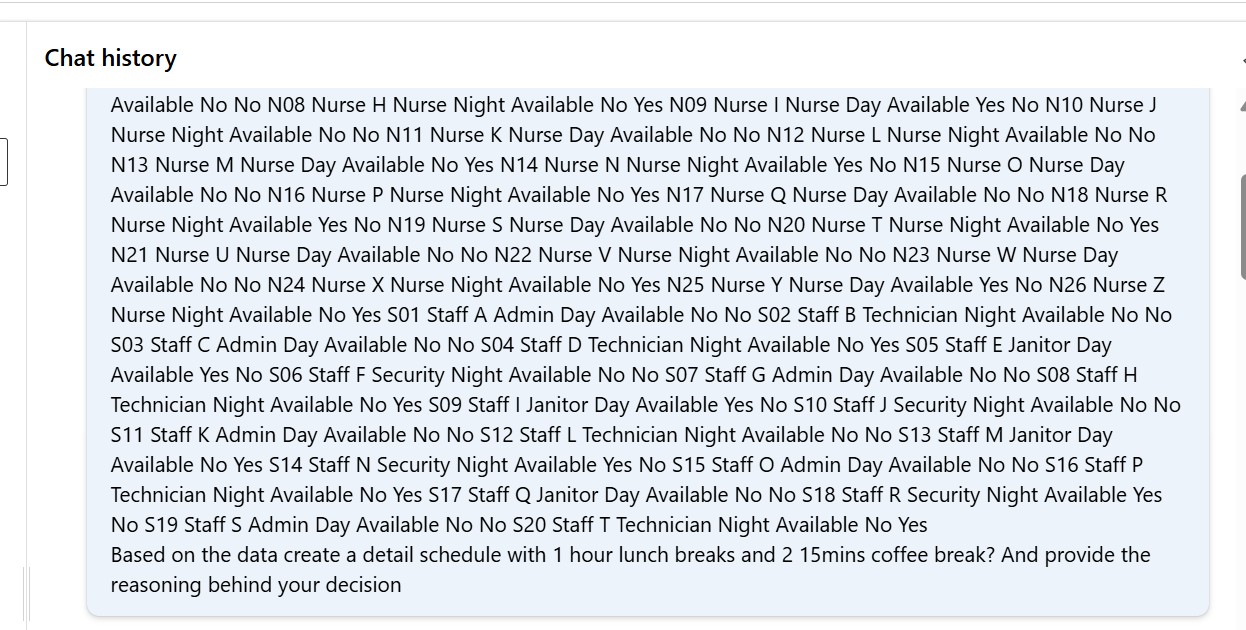 Chat history
Available No No N08 Nurse H Nurse Night Available No Yes N09 Nurse I Nurse Day Available Yes No N10 Nurse J
Nurse Night Available No No N11 Nurse K Nurse Day Available No No N12 Nurse L Nurse Night Available No No
N13 Nurse M Nurse Day Available No Yes N14 Nurse N Nurse Night Available Yes No N15 Nurse O Nurse Day
Available No No N16 Nurse P Nurse Night Available No Yes N17 Nurse Q Nurse Day Available No No N18 Nurse R
Nurse Night Available Yes No N19 Nurse S Nurse Day Available No No N20 Nurse T Nurse Night Available No Yes
N21 Nurse U Nurse Day Available No No N22 Nurse V Nurse Night Available No No N23 Nurse W Nurse Day
Available No No N24 Nurse X Nurse Night Available No Yes N25 Nurse Y Nurse Day Available Yes No N26 Nurse Z
Nurse Night Available No Yes S01 Staff A Admin Day Available No No S02 Staff B Technician Night Available No No
S03 Staff C Admin Day Available No No S04 Staff D Technician Night Available No Yes S05 Staff E Janitor Day
Available Yes No S06 Staff F Security Night Available No No S07 Staff G Admin Day Available No No S08 Staff H
Technician Night Available No Yes S09 Staff I Janitor Day Available Yes No S10 Staff J Security Night Available No No
S11 Staff K Admin Day Available No No S12 Staff L Technician Night Available No No S13 Staff M Janitor Day
Available No Yes S14 Staff N Security Night Available Yes No S15 Staff O Admin Day Available No No S16 Staff P
Technician Night Available No Yes S17 Staff Q Janitor Day Available No No S18 Staff R Security Night Available Yes
No S19 Staff S Admin Day Available No No S20 Staff T Technician Night Available No Yes
Based on the data create a detail schedule with 1 hour lunch breaks and 2 15mins coffee break? And provide the
reasoning behind your decision